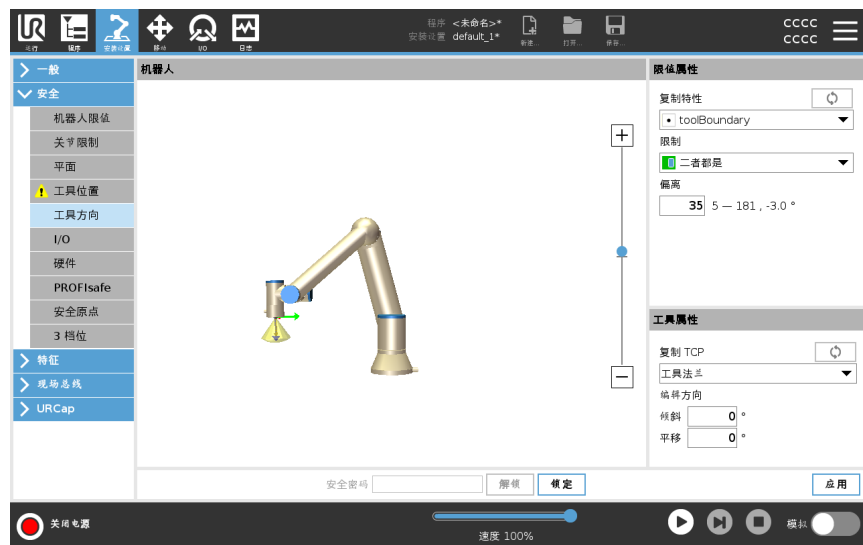 程序 <未命名>*
安装设置 default_1*
运行 程序 安装设置 移动 I/O 日志
新建... 打开... 保存...
cccc
cccc
一般
安全
机器人限值
关节限制
平面
工具位置
工具方向
I/O
硬件
PROFIsafe
安全原点
3 档位
特征
现场总线
URCap
机器人
限值属性
复制特性
toolBoundary
限制
二者都是
偏离
35 5 — 181 , -3.0 °
工具属性
复制 TCP
工具法兰
编辑方向
倾斜 0 °
平移 0 °
安全密码 解锁 锁定
应用
关闭电源
速度 100%
模拟